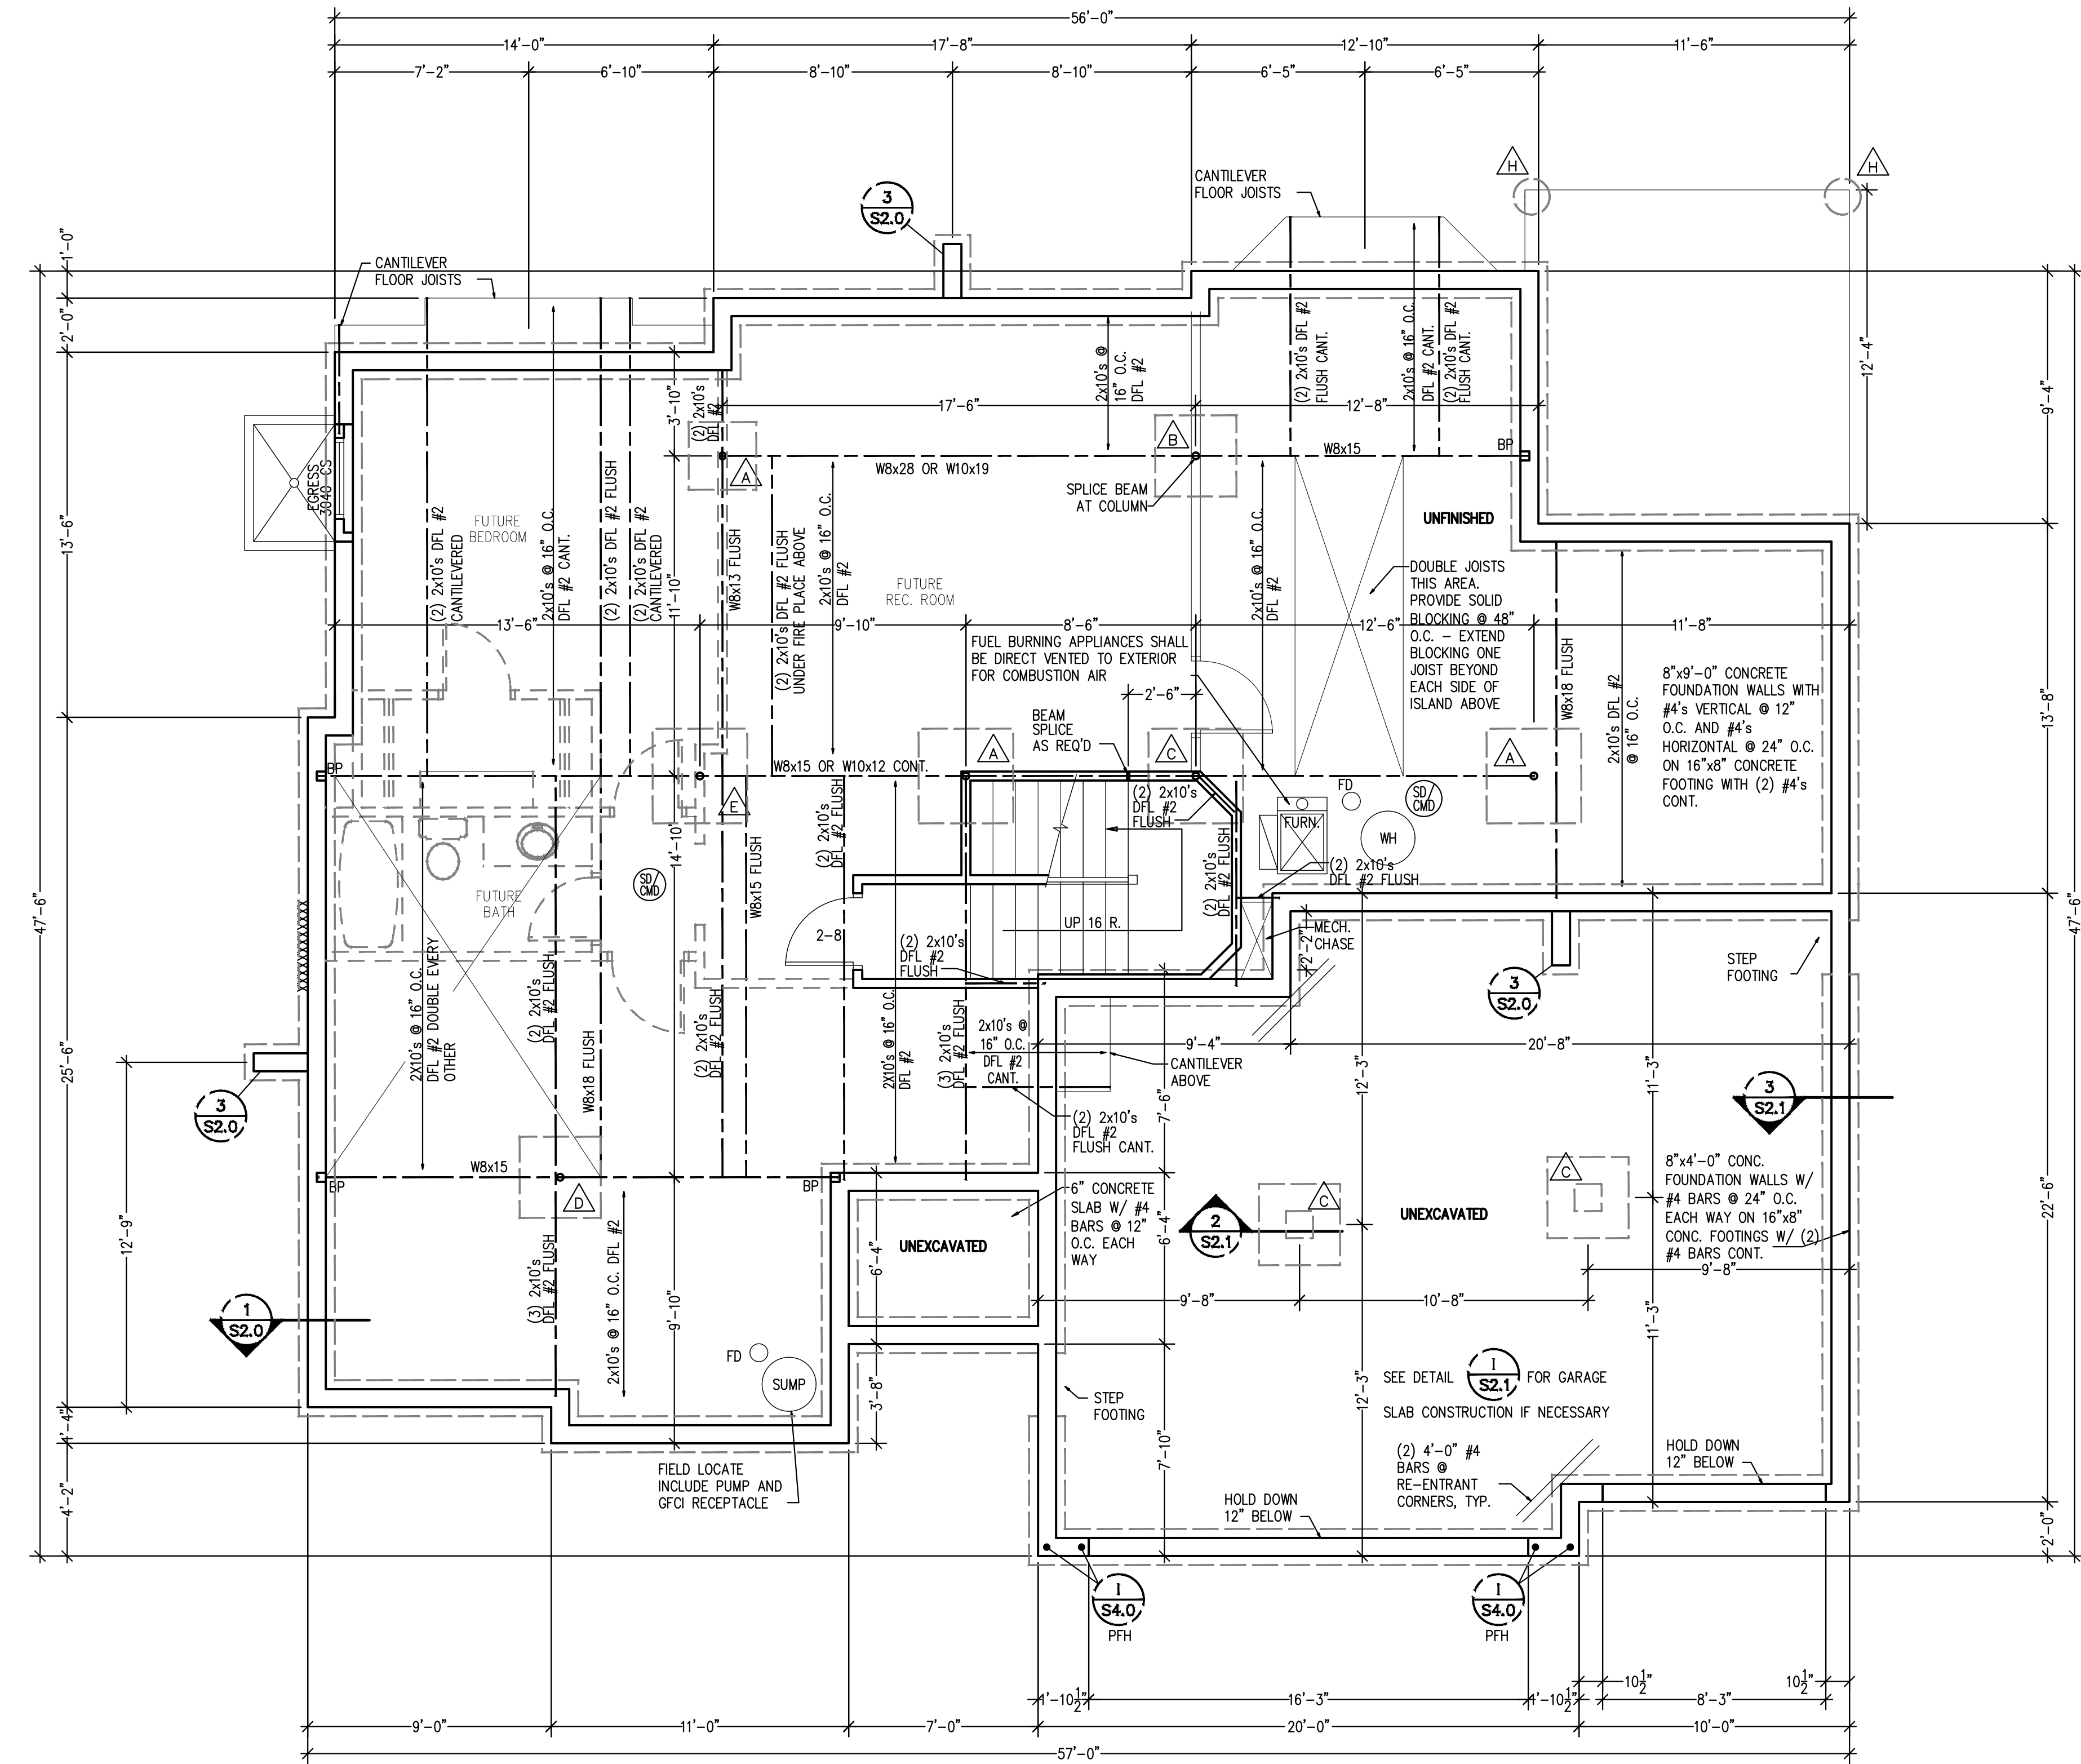 56'-0"
14'-0"
17'-8"
12'-10"
11'-6"
7'-2"
6'-10"
8'-10"
8'-10"
6'-5"
6'-5"
H
H
CANTILEVER
FLOOR JOISTS
3
S2.0
1'-0"
CANTILEVER
FLOOR JOISTS
2'-0"
12'-4"
9'-4"
2x10's @
16" O.C.
DFL #2
(2) 2x10's DFL #2
FLUSH CANT.
2x10's @ 16" O.C.
DFL #2 CANT.
(2) 2x10's DFL #2
FLUSH CANT.
3'-10"
(2) 2x10's
DFL #2
17'-6"
12'-8"
B
A
W8x28 OR W10x19
W8x15
BP
SPLICE BEAM
AT COLUMN
EGRESS
3040 CS
13'-6"
FUTURE
BEDROOM
(2) 2x10's DFL #2
CANTILEVERED
2x10's @ 16" O.C.
DFL #2 CANT.
(2) 2x10's DFL #2 FLUSH
(2) 2x10's DFL #2
CANTILEVERED
11'-10"
W8x13 FLUSH
(2) 2x10's DFL #2 FLUSH
UNDER FIRE PLACE ABOVE
2x10's @ 16" O.C.
DFL #2
FUTURE
REC. ROOM
2x10's @ 16" O.C.
DFL #2
UNFINISHED
DOUBLE JOISTS
THIS AREA.
PROVIDE SOLID
BLOCKING @ 48"
O.C. – EXTEND
BLOCKING ONE
JOIST BEYOND
EACH SIDE OF
ISLAND ABOVE
13'-6"
9'-10"
8'-6"
12'-6"
11'-8"
FUEL BURNING APPLIANCES SHALL
BE DIRECT VENTED TO EXTERIOR
FOR COMBUSTION AIR
2'-6"
BEAM
SPLICE
AS REQ'D
W8x18 FLUSH
2x10's DFL #2
@ 16" O.C.
8"x9'-0" CONCRETE
FOUNDATION WALLS WITH
#4's VERTICAL @ 12"
O.C. AND #4's
HORIZONTAL @ 24" O.C.
ON 16"x8" CONCRETE
FOOTING WITH (2) #4's
CONT.
13'-8"
BP
W8x15 OR W10x12 CONT.
A
C
A
E
FD
SD/
CMD
FURN.
WH
(2) 2x10's
DFL #2
FLUSH
(2) 2x10's
DFL #2 FLUSH
(2) 2x10's
DFL #2 FLUSH
(2) 2x10's
DFL #2 FLUSH
14'-10"
W8x15 FLUSH
SD/
CMD
FUTURE
BATH
XXXXXXXXXXXX
47'-6"
47'-6"
2-8
UP 16 R.
MECH.
CHASE
2'-2"
(2) 2x10's
DFL #2
FLUSH
STEP
FOOTING
3
S2.0
2X10's @ 16" O.C.
DFL #2 DOUBLE EVERY
OTHER
(2) 2x10's
DFL #2 FLUSH
W8x18 FLUSH
(2) 2x10's
DFL #2 FLUSH
2X10's @ 16" O.C.
DFL #2
(3) 2x10's
DFL #2 FLUSH
2x10's @
16" O.C.
DFL #2
CANT.
9'-4"
20'-8"
CANTILEVER
ABOVE
25'-6"
12'-3"
11'-3"
7'-6"
3
S2.1
3
S2.0
(2) 2x10's
DFL #2
FLUSH CANT.
W8x15
BP
BP
D
12'-9"
6" CONCRETE
SLAB W/ #4
BARS @ 12"
O.C. EACH
WAY
UNEXCAVATED
6'-4"
6'-4"
2
S2.1
C
C
UNEXCAVATED
8"x4'-0" CONC.
FOUNDATION WALLS W/
#4 BARS @ 24" O.C.
EACH WAY ON 16"x8"
CONC. FOOTINGS W/ (2)
#4 BARS CONT.
22'-6"
9'-8"
9'-8"
10'-8"
(3) 2x10's
DFL #2 FLUSH
2x10's @ 16" O.C. DFL #2
9'-10"
1
S2.0
FD
SUMP
3'-8"
STEP
FOOTING
12'-3"
11'-3"
SEE DETAIL
I
S2.1
FOR GARAGE
SLAB CONSTRUCTION IF NECESSARY
4'-4"
7'-10"
(2) 4'-0" #4
BARS @
RE-ENTRANT
CORNERS, TYP.
HOLD DOWN
12" BELOW
FIELD LOCATE
INCLUDE PUMP AND
GFCI RECEPTACLE
HOLD DOWN
12" BELOW
4'-2"
2'-0"
I
S4.0
PFH
I
S4.0
PFH
1'-10½"
16'-3"
1'-10½"
10½"
8'-3"
10½"
9'-0"
11'-0"
7'-0"
20'-0"
10'-0"
57'-0"